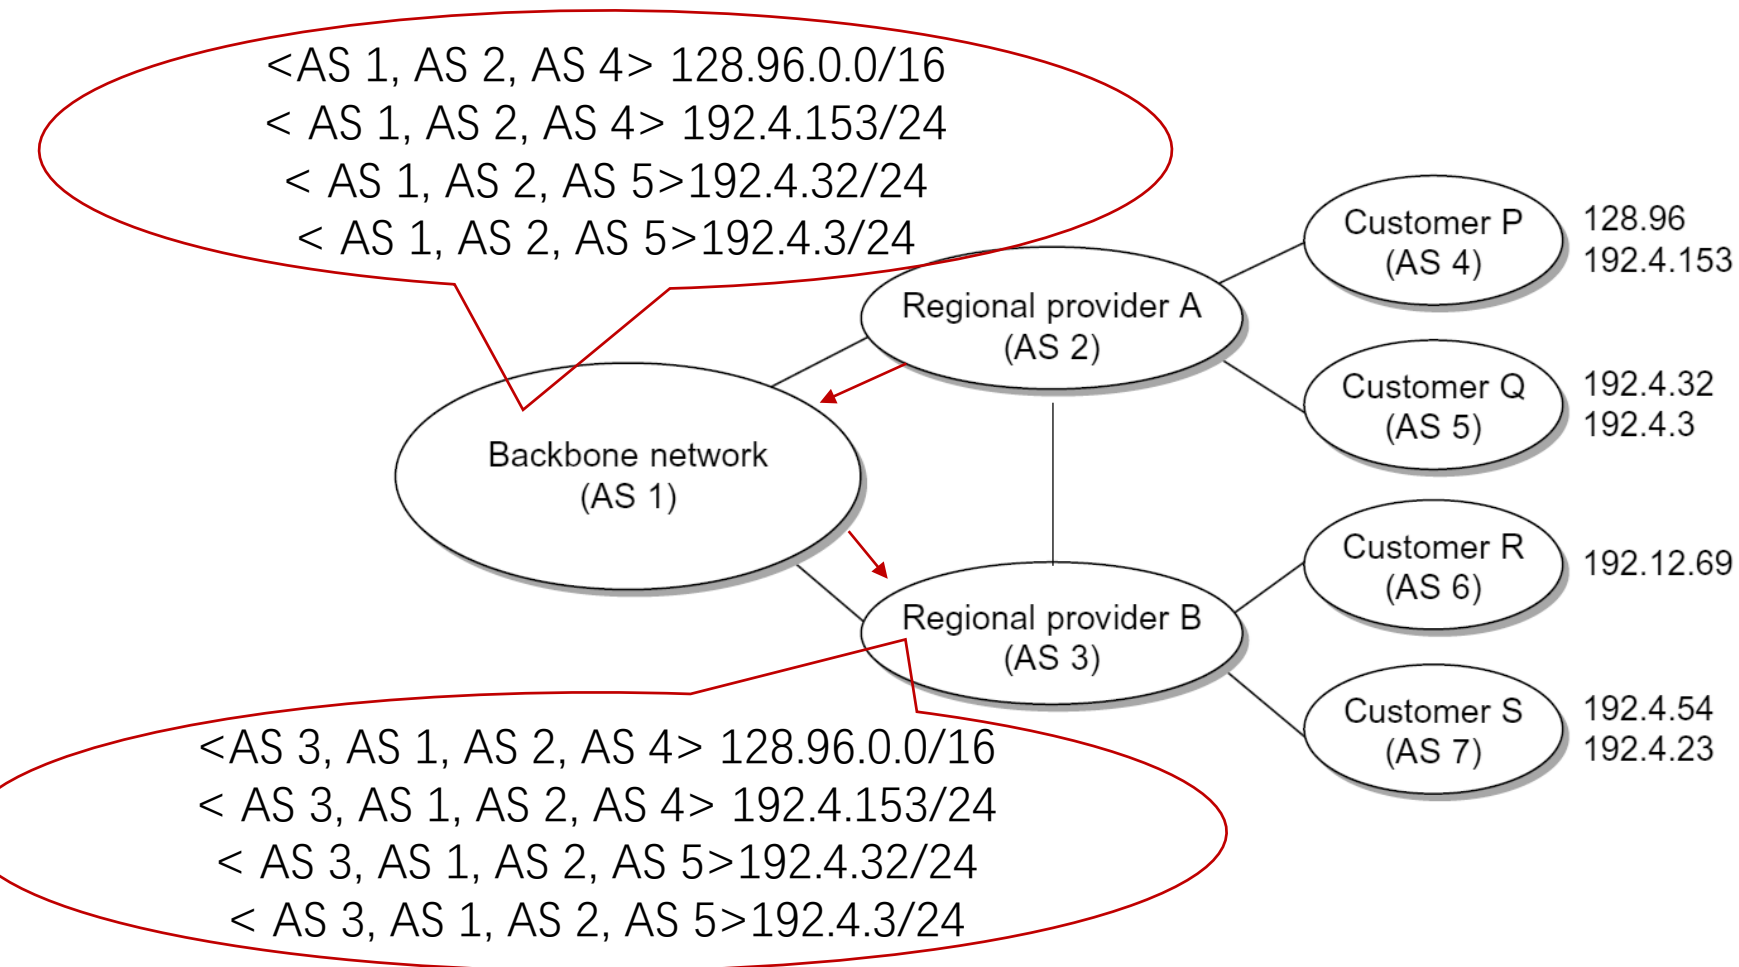 <AS 1, AS 2, AS 4> 128.96.0.0/16
< AS 1, AS 2, AS 4> 192.4.153/24
< AS 1, AS 2, AS 5>192.4.32/24
< AS 1, AS 2, AS 5>192.4.3/24
Customer P
(AS 4)
128.96
192.4.153
Regional provider A
(AS 2)
Customer Q
(AS 5)
192.4.32
192.4.3
Backbone network
(AS 1)
Customer R
(AS 6)
192.12.69
Regional provider B
(AS 3)
Customer S
(AS 7)
192.4.54
192.4.23
<AS 3, AS 1, AS 2, AS 4> 128.96.0.0/16
< AS 3, AS 1, AS 2, AS 4> 192.4.153/24
< AS 3, AS 1, AS 2, AS 5>192.4.32/24
< AS 3, AS 1, AS 2, AS 5>192.4.3/24